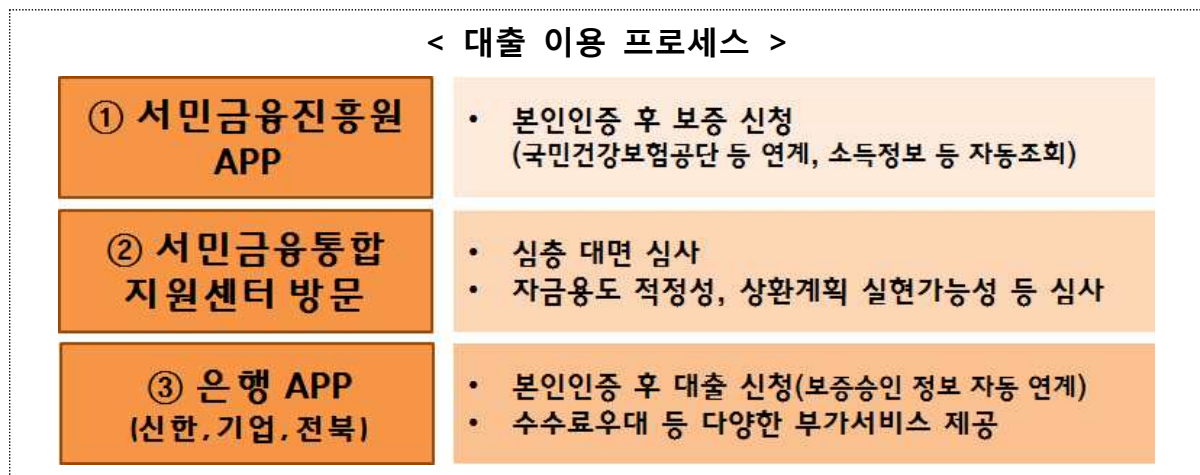 < 대출 이용 프로세스 >
① 서민금융진흥원
APP
• 본인인증 후 보증 신청
(국민건강보험공단 등 연계, 소득정보 등 자동조회)
② 서민금융통합
지원센터 방문
• 심층 대면 심사
• 자금용도 적정성, 상환계획 실현가능성 등 심사
③ 은행 APP
(신한,기업,전북)
• 본인인증 후 대출 신청(보증승인 정보 자동 연계)
• 수수료우대 등 다양한 부가서비스 제공